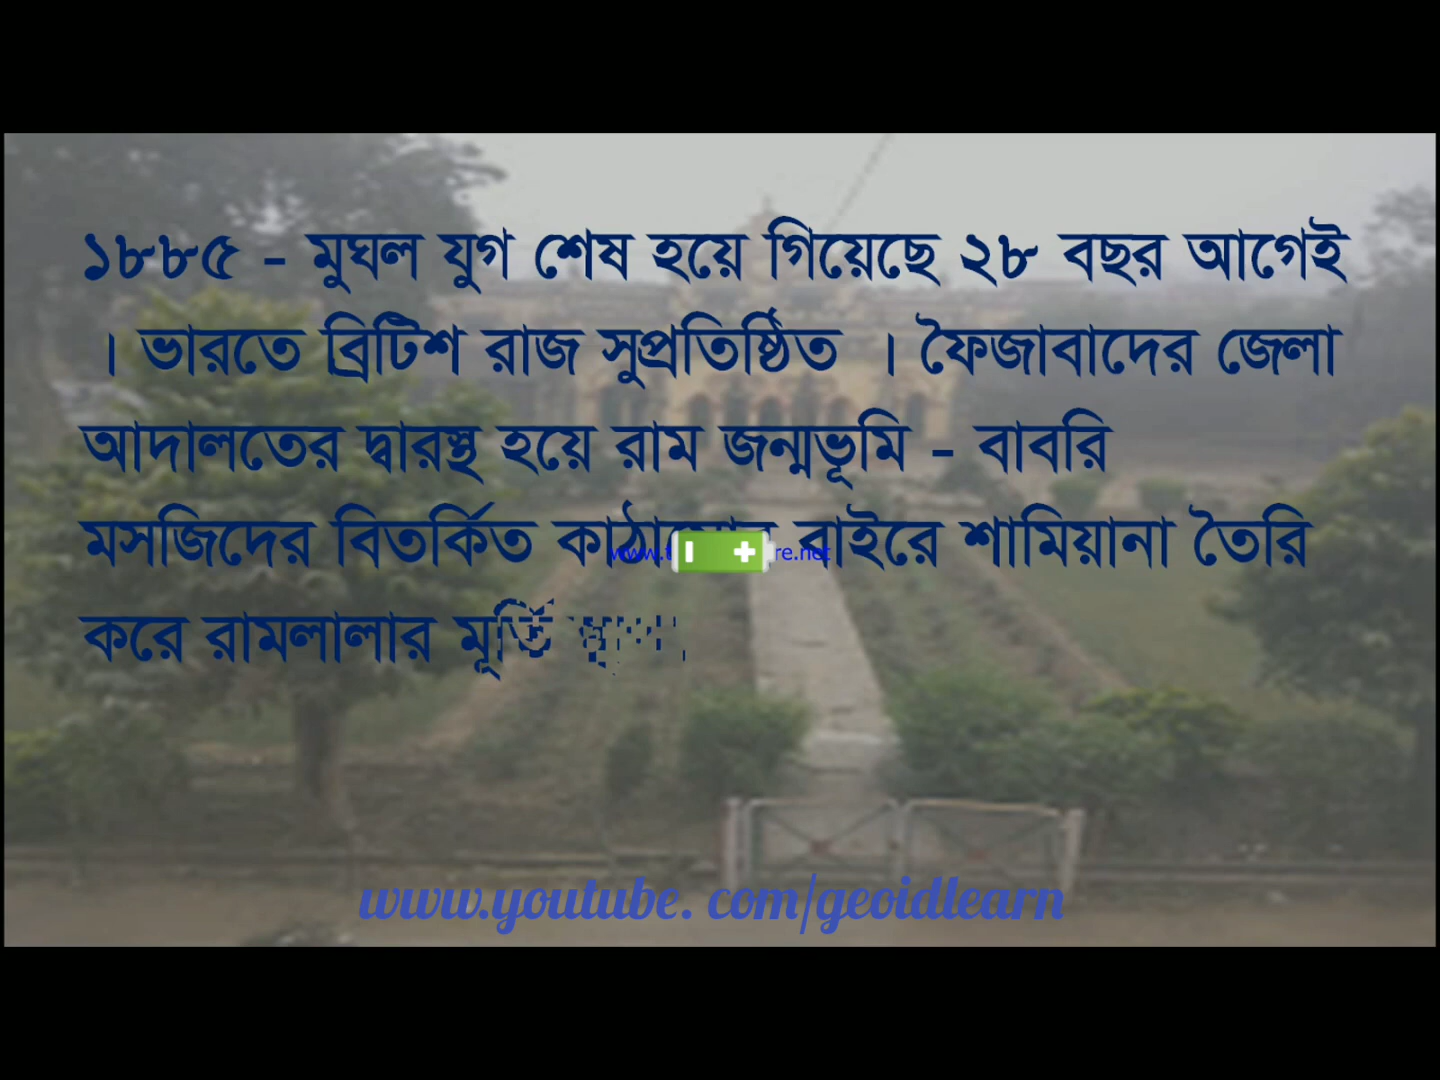 ১৮৮৫ - মুঘল যুগ শেষ হয়ে গিয়েছে ২৮ বছর আগেই
। ভারতে ব্রিটিশ রাজ সুপ্রতিষ্ঠিত । ফৈজাবাদের জেলা
আদালতের দ্বারস্থ হয়ে রাম জন্মভূমি - বাবরি
মসজিদের বিতর্কিত বাইরে শামিয়ানা তৈরি
করে রামলালার মূর্তি
www.youtube. com/geoidlearn